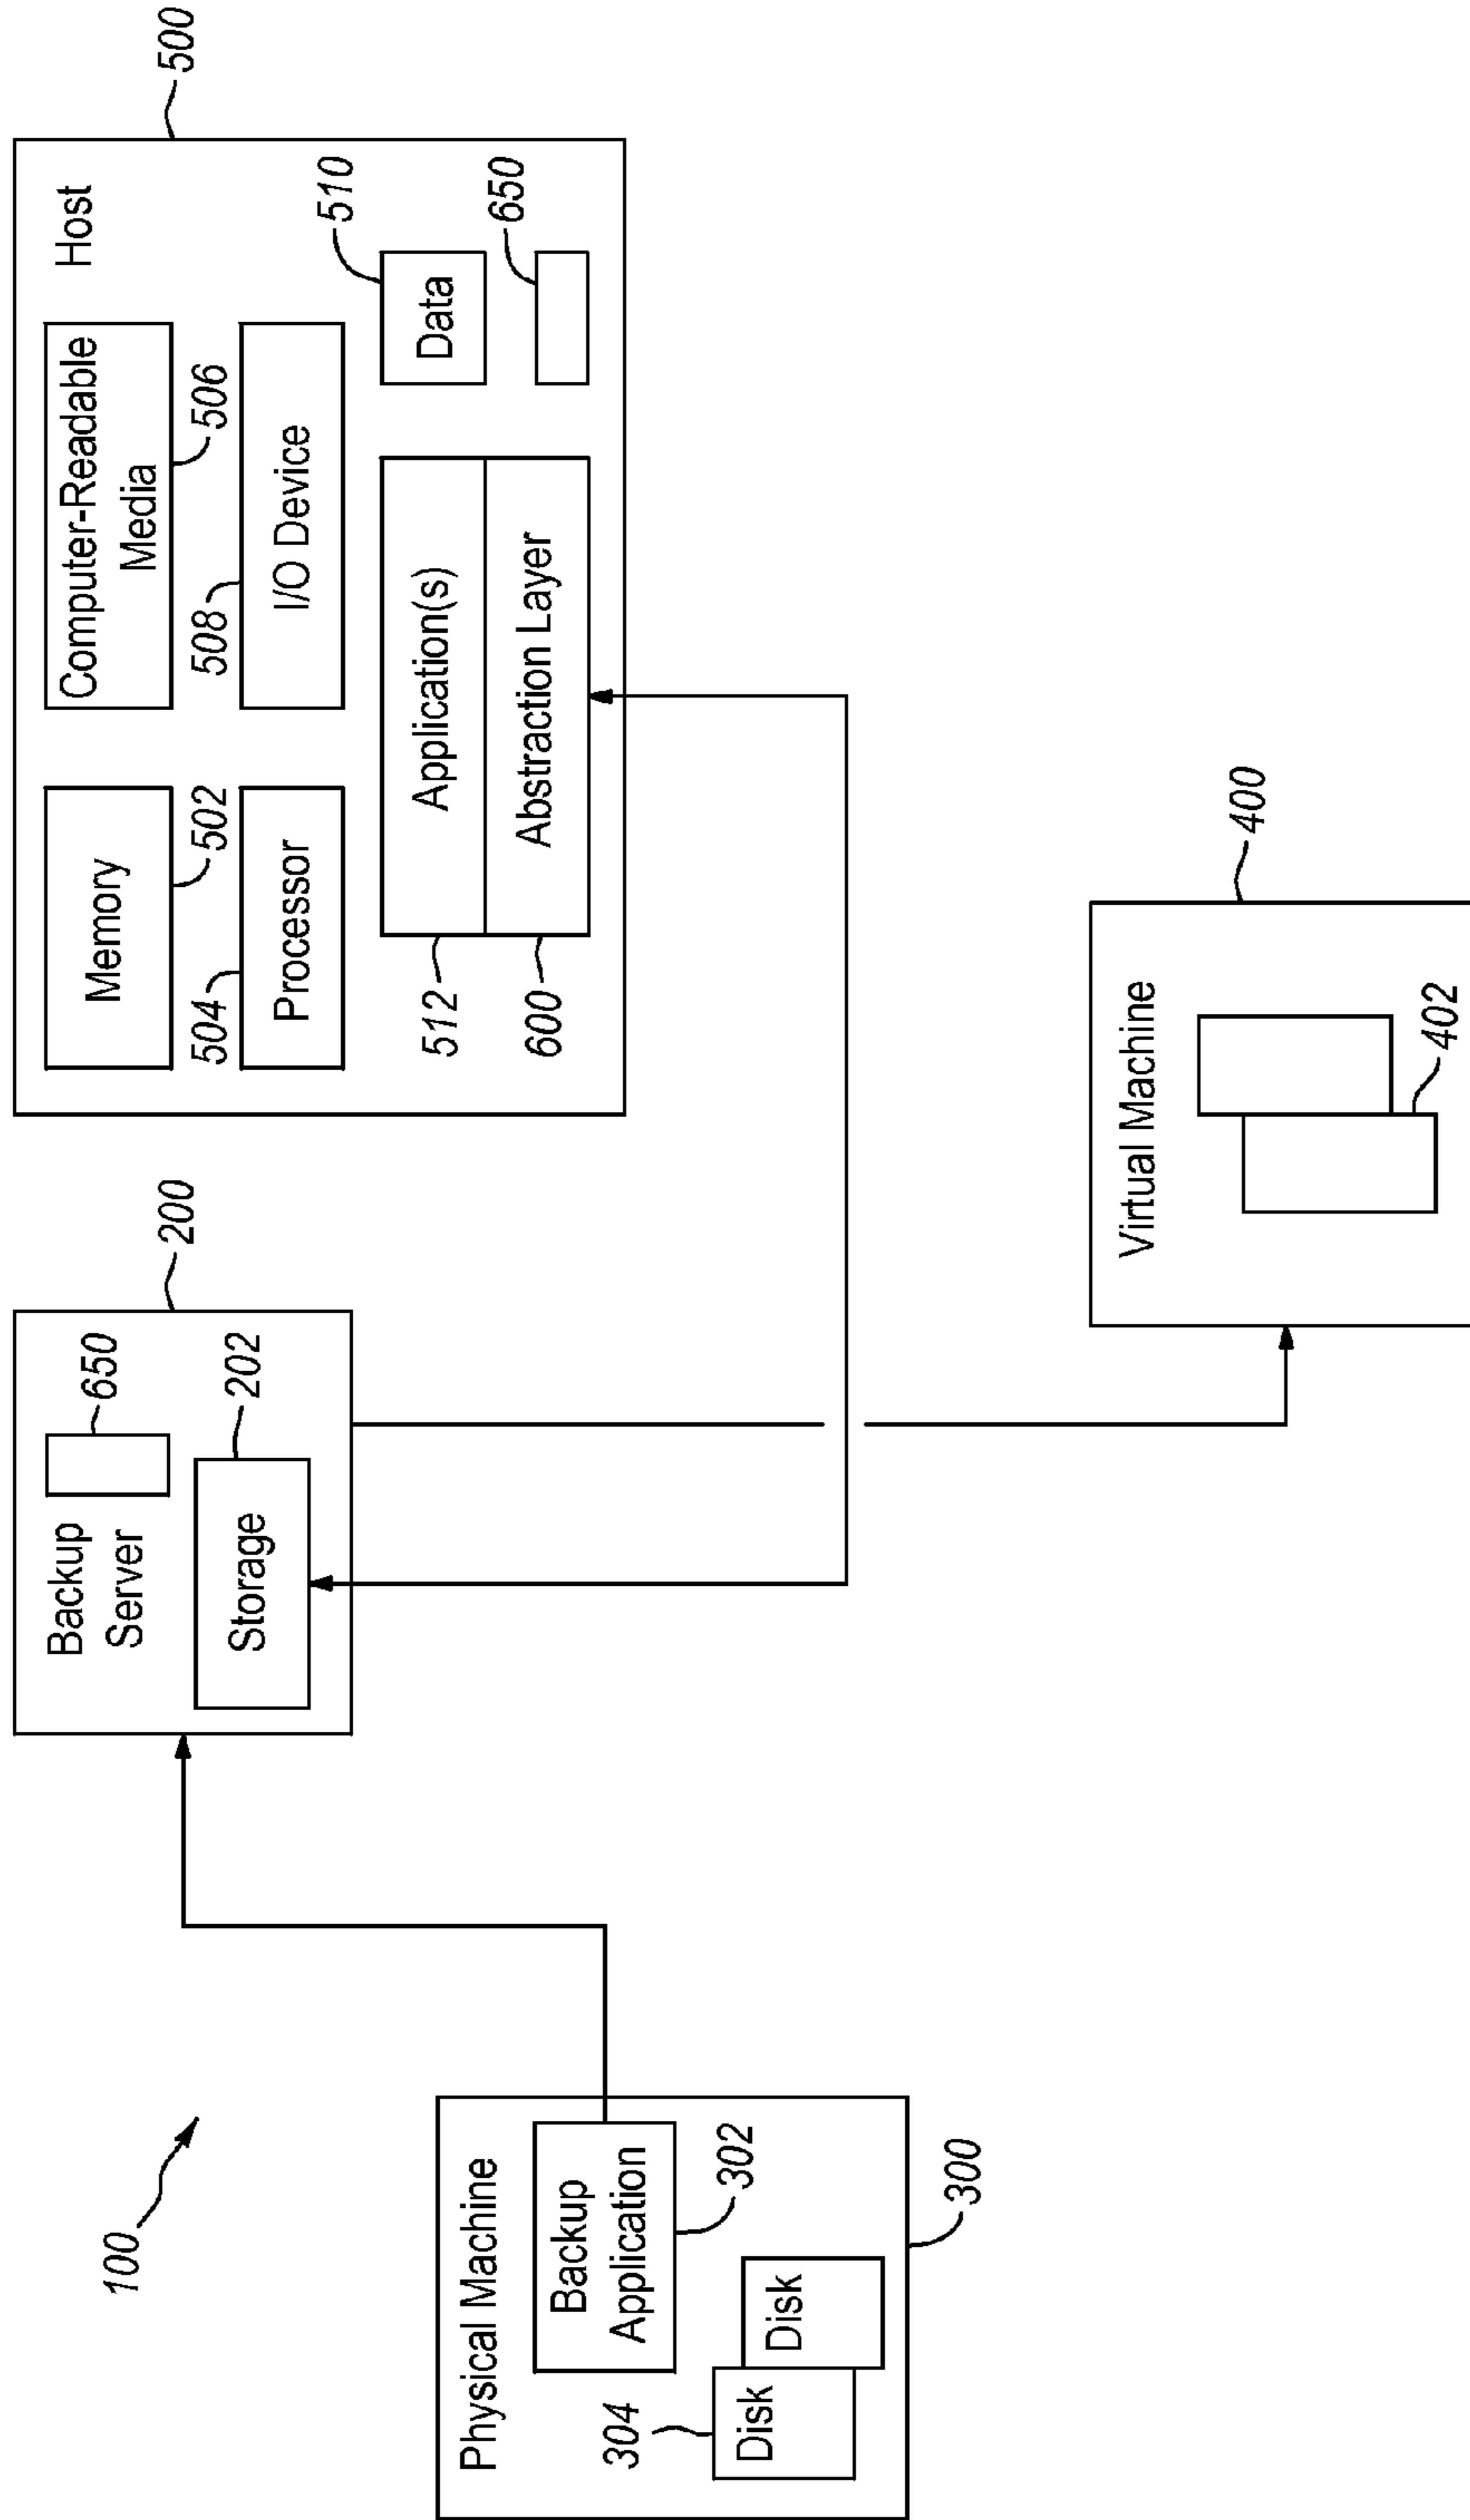 100
Physical Machine
Backup
Application
302
304
Disk
Disk
300
Backup
Server
650
Storage
202
200
Host
500
Memory
502
Computer-Readable
Media
506
504
Processor
508
I/O Device
512
Application(s)
600
Abstraction Layer
510
Data
650
Virtual Machine
400
402